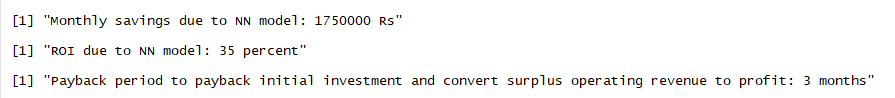 [1] "Monthly savings due to NN model: 1750000 Rs"
[1] "ROI due to NN model: 35 percent"
[1] "Payback period to payback initial investment and convert surplus operating revenue to profit: 3 months"